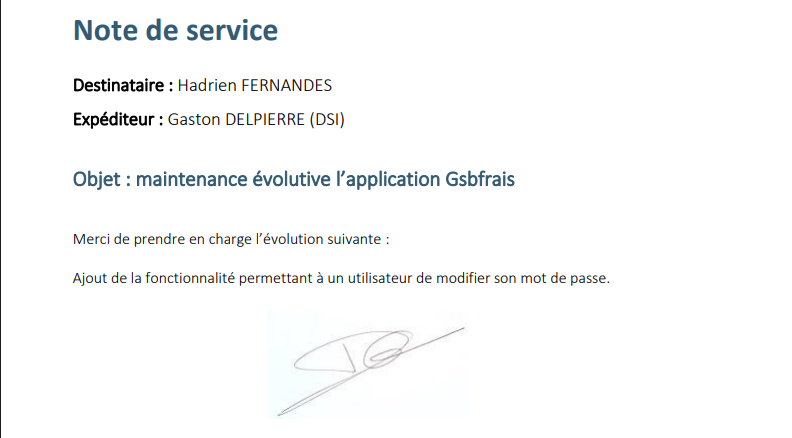 Note de service
Destinataire : Hadrien FERNANDES
Expéditeur : Gaston DELPIERRE (DSI)
Objet : maintenance évolutive l’application Gsbfrais
Merci de prendre en charge l’évolution suivante :
Ajout de la fonctionnalité permettant à un utilisateur de modifier son mot de passe.